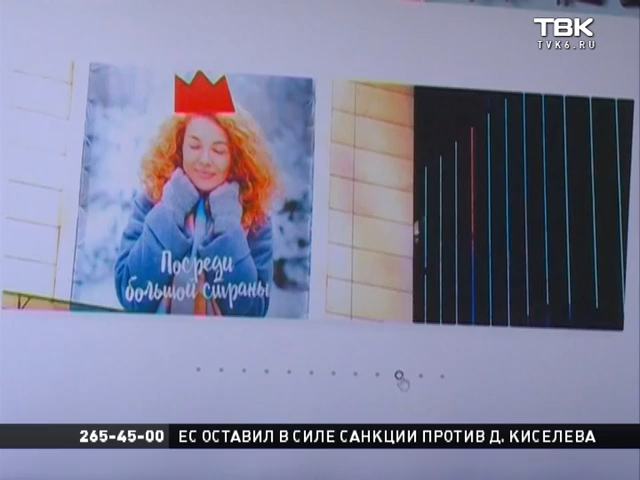 ТВК
TVK6.RU
Посреди
большой страны
265-45-00 ЕС ОСТАВИЛ В СИЛЕ САНКЦИИ ПРОТИВ Д. КИСЕЛЕВА